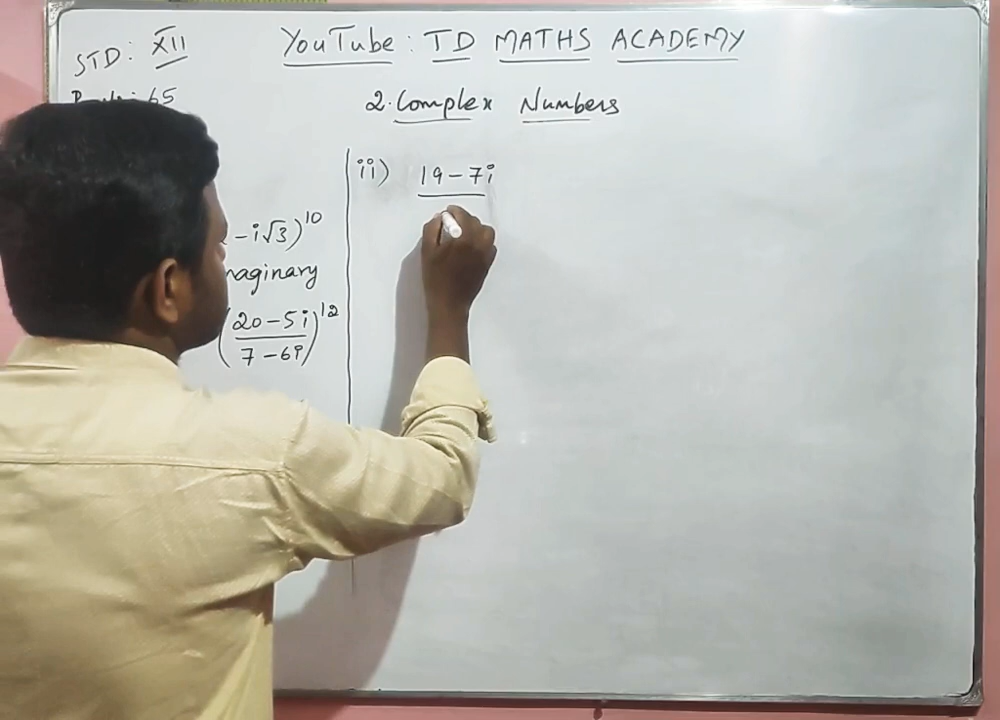 STD: XII
YouTube: TD MATHS ACADEMY
65
2. Complex Numbers
- i√3)^10
(20 - 5i / 7 - 6i)^12
ii) 19 - 7i